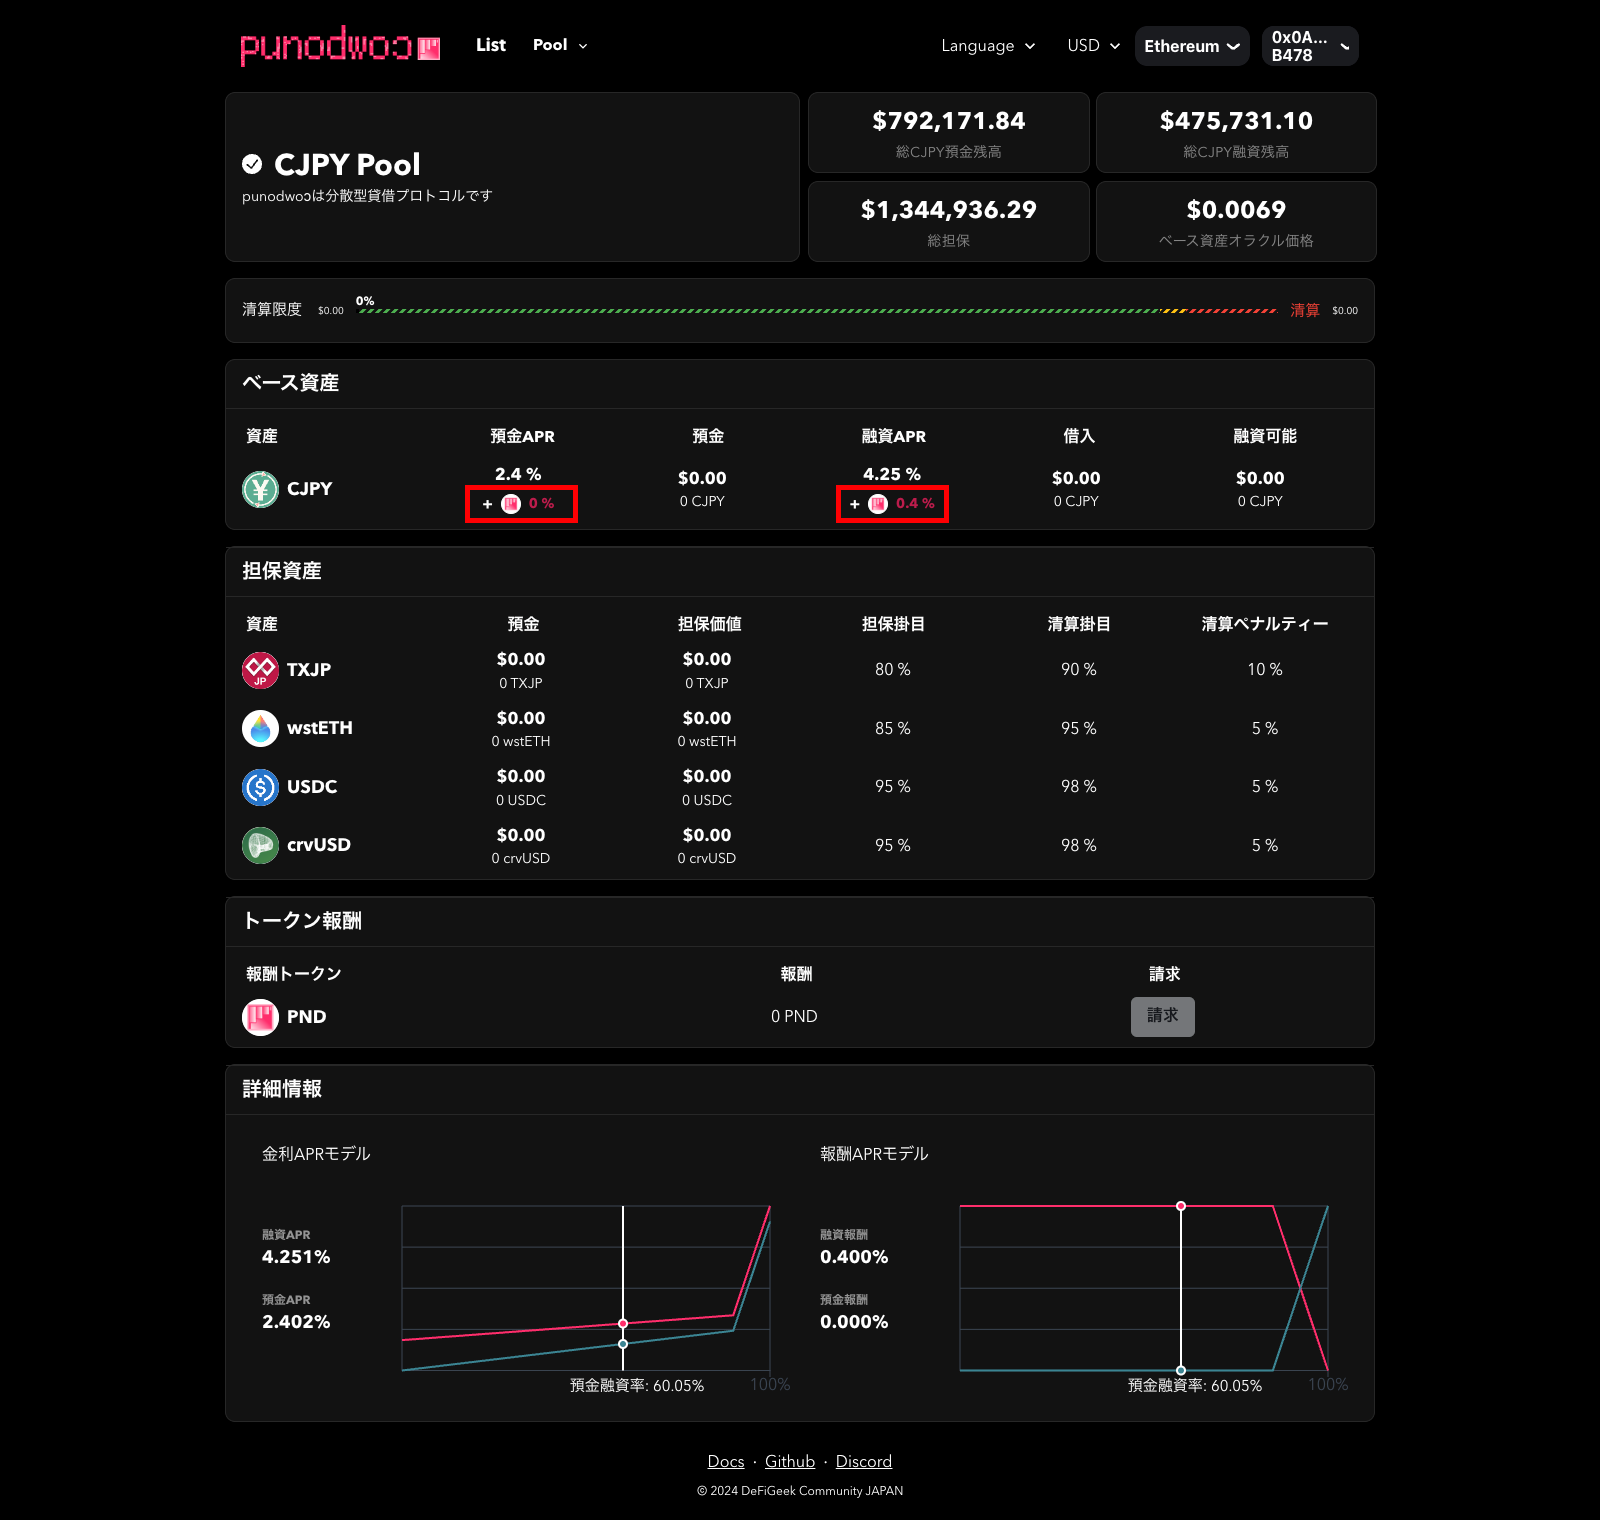 punodwoɔ
List Pool Language USD Ethereum 0x0A...B478
CJPY Pool
punodwoɔは分散型貸借プロトコルです
$792,171.84
総CJPY預金残高
$475,731.10
総CJPY融資残高
$1,344,936.29
総担保
$0.0069
ベース資産オラクル価格
清算限度 $0.00 0% 清算 $0.00
ベース資産
資産 預金APR 預金 融資APR 借入 融資可能
CJPY 2.4 % $0.00 4.25 % $0.00 $0.00
+ 0 % 0 CJPY + 0.4 % 0 CJPY 0 CJPY
担保資産
資産 預金 担保価値 担保掛目 清算掛目 清算ペナルティー
TXJP $0.00 $0.00 80 % 90 % 10 %
JP 0 TXJP 0 TXJP
wstETH $0.00 $0.00 85 % 95 % 5 %
0 wstETH 0 wstETH
USDC $0.00 $0.00 95 % 98 % 5 %
0 USDC 0 USDC
crvUSD $0.00 $0.00 95 % 98 % 5 %
0 crvUSD 0 crvUSD
トークン報酬
報酬トークン 報酬 請求
PND 0 PND 請求
詳細情報
金利APRモデル
融資APR
4.251%
預金APR
2.402%
預金融資率: 60.05% 100%
報酬APRモデル
融資報酬
0.400%
預金報酬
0.000%
預金融資率: 60.05% 100%
Docs · Github · Discord
© 2024 DeFiGeek Community JAPAN